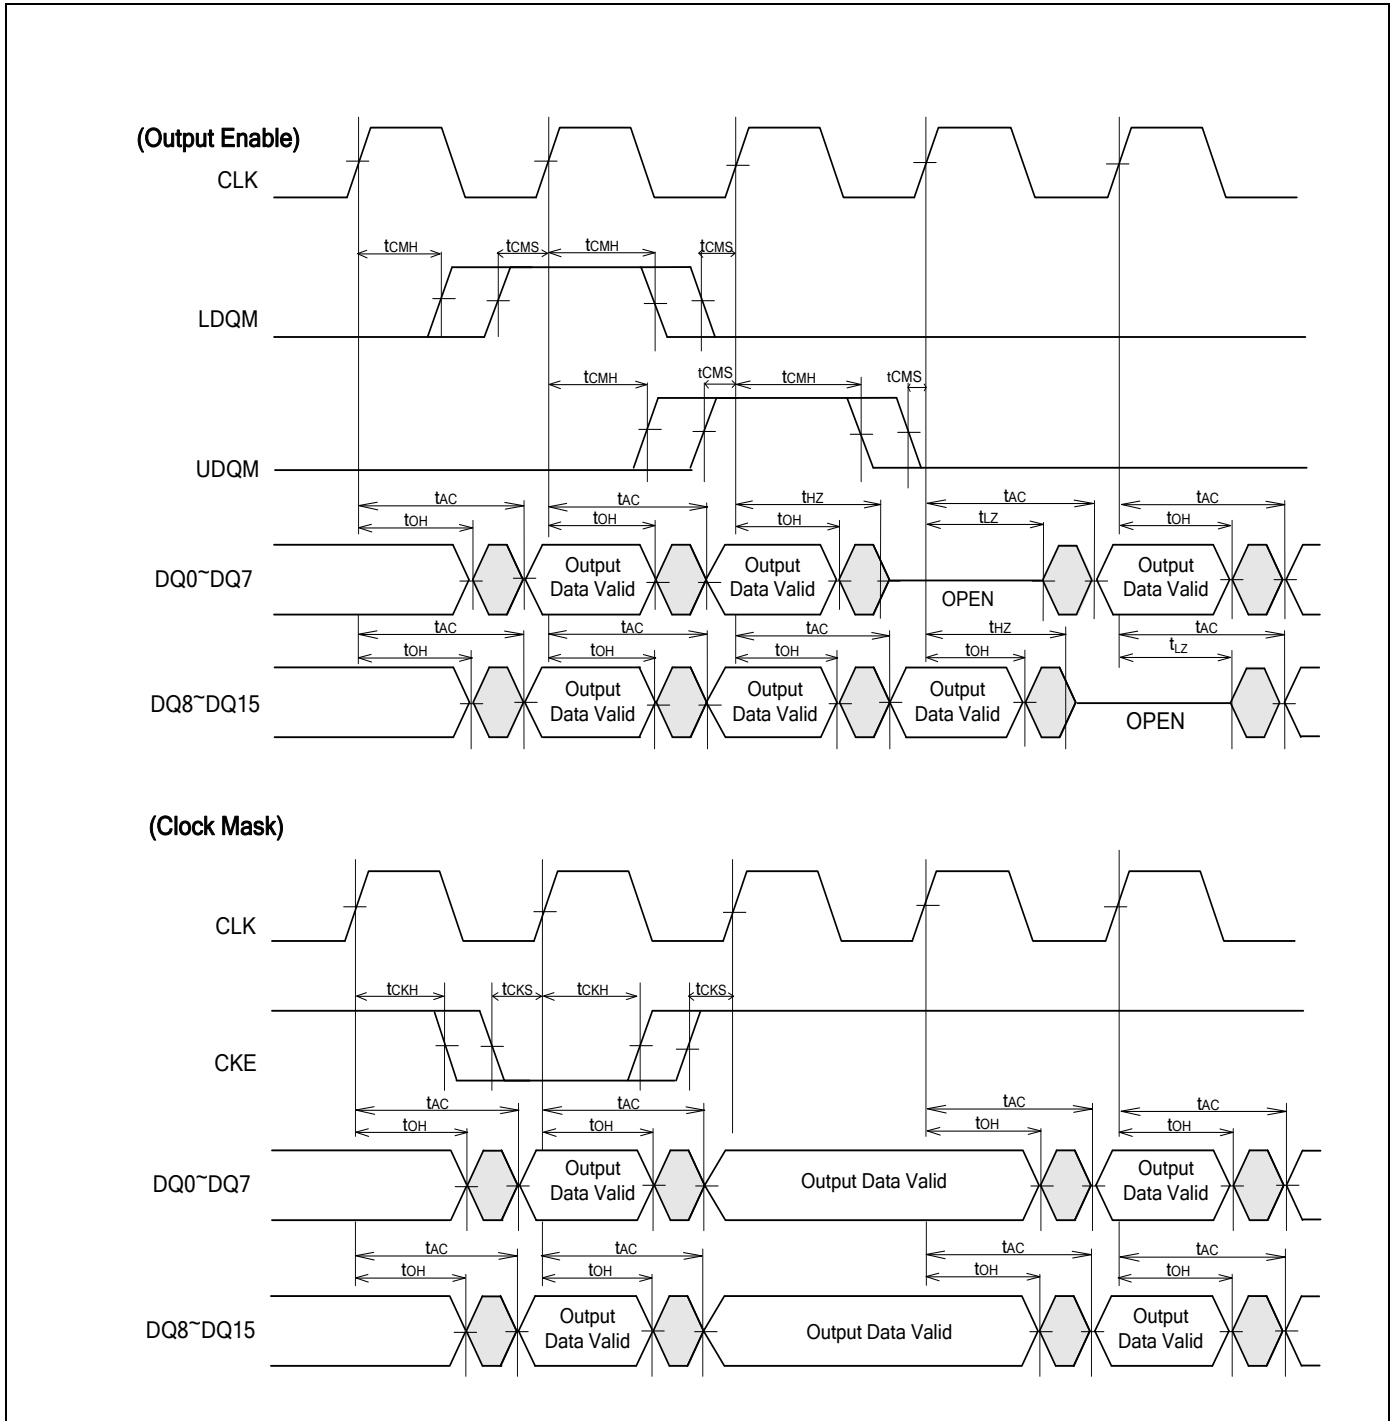 (Output Enable)
CLK
tCMH tCMS tCMH tCMS
LDQM
tCMH tCMS tCMH tCMS
UDQM
tAC tAC tHZ tAC tAC
tOH tOH tOH tLZ tOH
DQ0~DQ7
Output Data Valid
Output Data Valid
OPEN
Output Data Valid
tAC tAC tAC tHZ tAC
tOH tOH tOH tOH tLZ
DQ8~DQ15
Output Data Valid
Output Data Valid
Output Data Valid
OPEN
(Clock Mask)
CLK
tCKH tCKS tCKH tCKS
CKE
tAC tAC tAC tAC
tOH tOH tOH tOH
DQ0~DQ7
Output Data Valid
Output Data Valid
Output Data Valid
tAC tAC tAC tAC
tOH tOH tOH tOH
DQ8~DQ15
Output Data Valid
Output Data Valid
Output Data Valid